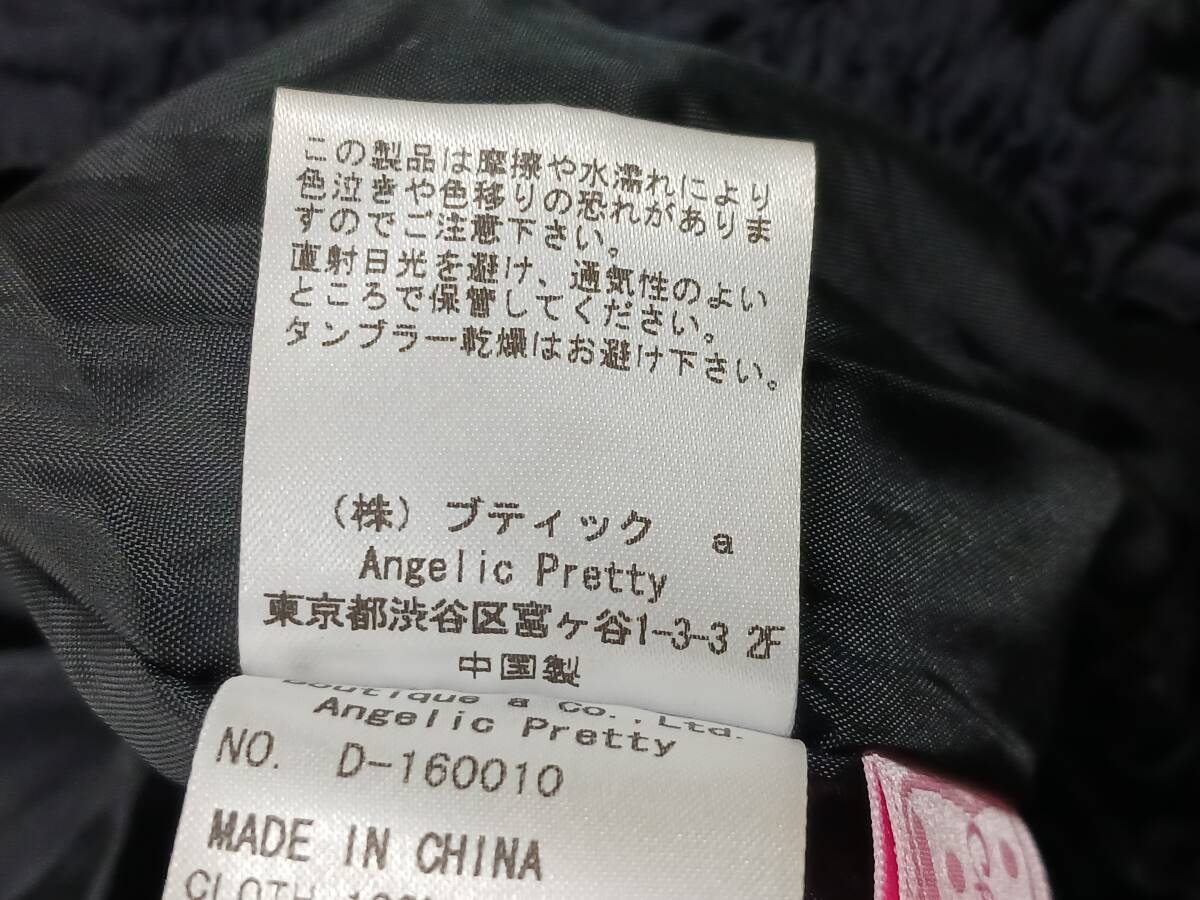 この製品は摩擦や水濡れにより
色泣きや色移りの恐れがありま
すのでご注意下さい。
直射日光を避け、通気性のよい
ところで保管してください。
タンブラー乾燥はお避け下さい。
(株) ブティック a
Angelic Pretty
東京都渋谷区富ヶ谷1-3-3 2F
中国製
Boutique a Co., Ltd.
Angelic Pretty
NO. D-160010
MADE IN CHINA
CLOTH